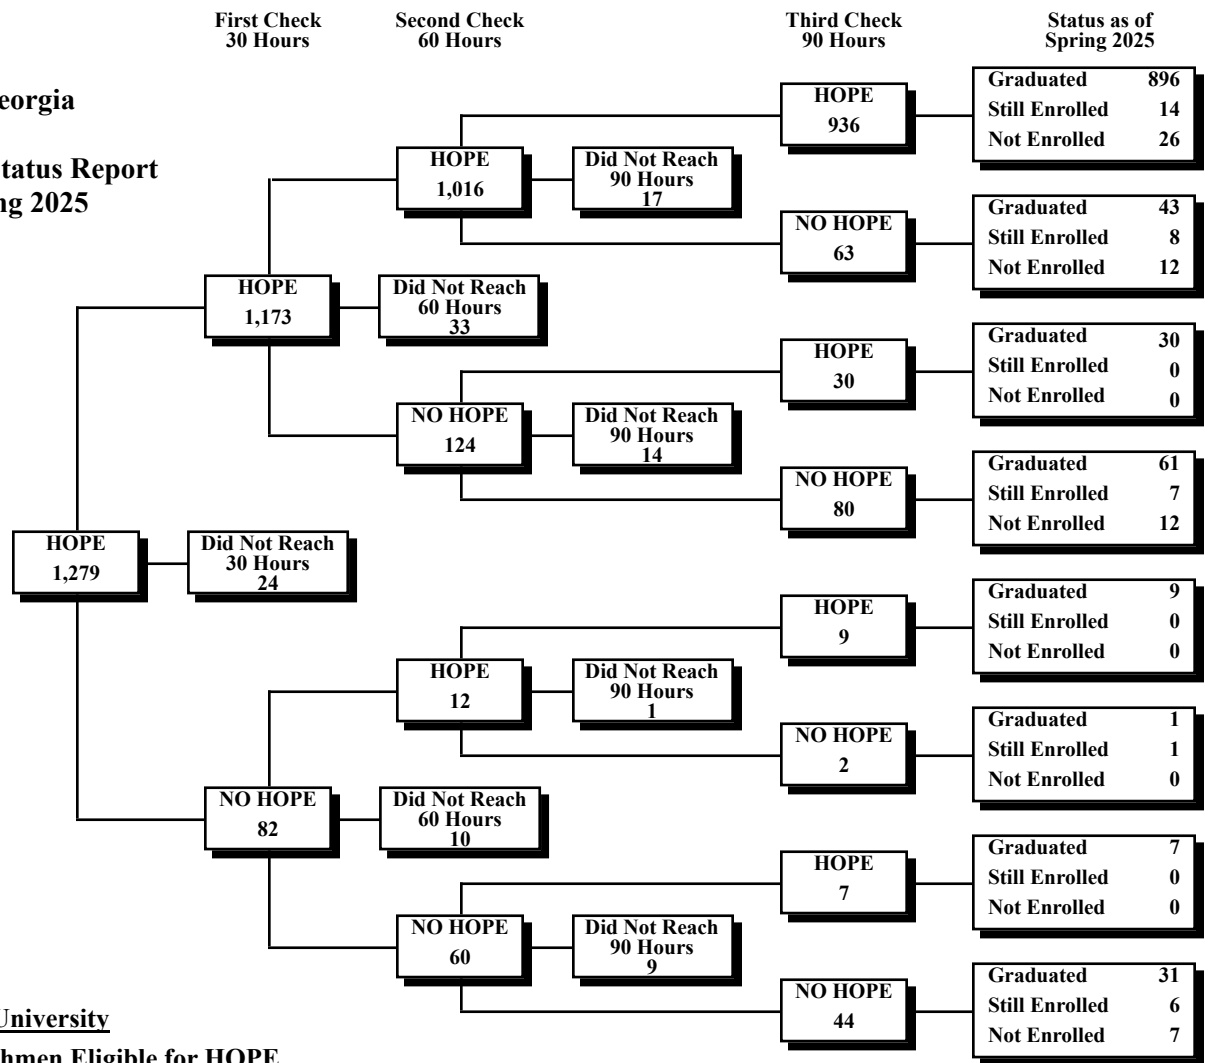 First Check
30 Hours
Second Check
60 Hours
Third Check
90 Hours
Status as of
Spring 2025
eorgia
tatus Report
ng 2025
HOPE
1,279
Did Not Reach
30 Hours
24
HOPE
1,173
Did Not Reach
60 Hours
33
NO HOPE
82
Did Not Reach
60 Hours
10
HOPE
1,016
Did Not Reach
90 Hours
17
NO HOPE
124
Did Not Reach
90 Hours
14
HOPE
12
Did Not Reach
90 Hours
1
NO HOPE
60
Did Not Reach
90 Hours
9
HOPE
936
Graduated 896
Still Enrolled 14
Not Enrolled 26
NO HOPE
63
Graduated 43
Still Enrolled 8
Not Enrolled 12
HOPE
30
Graduated 30
Still Enrolled 0
Not Enrolled 0
NO HOPE
80
Graduated 61
Still Enrolled 7
Not Enrolled 12
HOPE
9
Graduated 9
Still Enrolled 0
Not Enrolled 0
NO HOPE
2
Graduated 1
Still Enrolled 1
Not Enrolled 0
HOPE
7
Graduated 7
Still Enrolled 0
Not Enrolled 0
NO HOPE
44
Graduated 31
Still Enrolled 6
Not Enrolled 7
University
hmen Eligible for HOPE